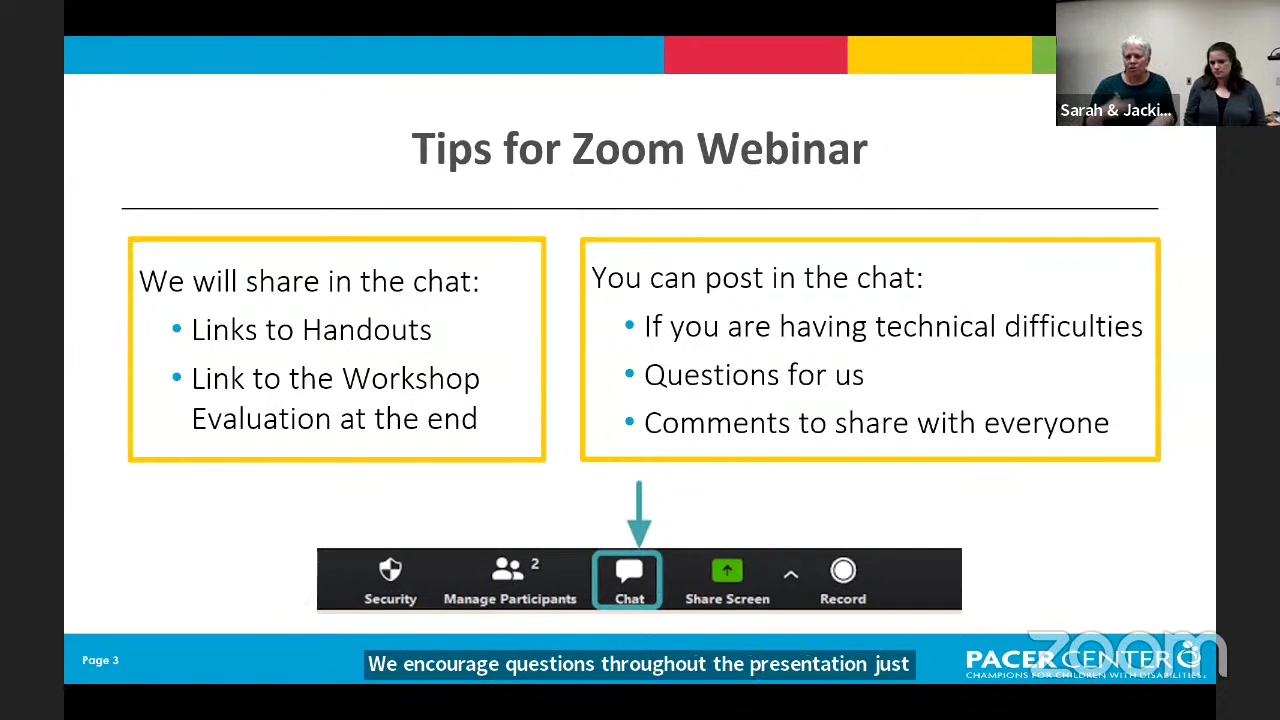 Sarah & Jacki...
Tips for Zoom Webinar
We will share in the chat:
• Links to Handouts
• Link to the Workshop
Evaluation at the end
You can post in the chat:
• If you are having technical difficulties
• Questions for us
• Comments to share with everyone
2
Security
Manage Participants
Chat
Share Screen
Record
Page 3
We encourage questions throughout the presentation just
PACER CENTER
CHAMPIONS FOR CHILDREN WITH DISABILITIES
zoom